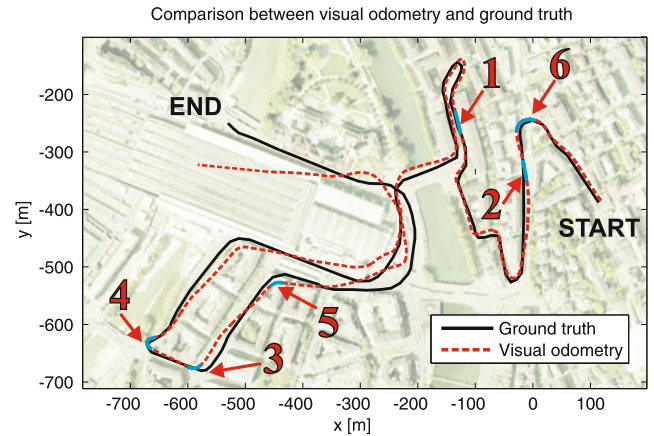 Comparison between visual odometry and ground truth
1
6
END
-200
-300
2
START
-400
y [m]
-500
4
5
-600
3
Ground truth
Visual odometry
-700
-700 -600 -500 -400 -300 -200 -100 0 100
x [m]